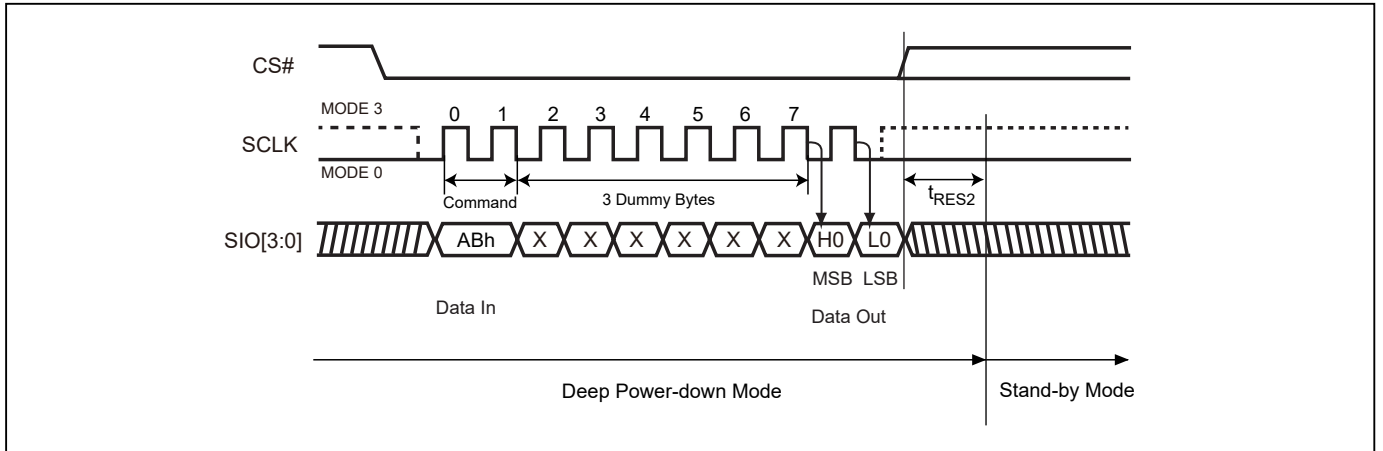 CS#
MODE 3
0 1 2 3 4 5 6 7
SCLK
MODE 0
Command
3 Dummy Bytes
tRES2
SIO[3:0]
ABh X X X X X X H0 L0
MSB LSB
Data In
Data Out
Deep Power-down Mode
Stand-by Mode